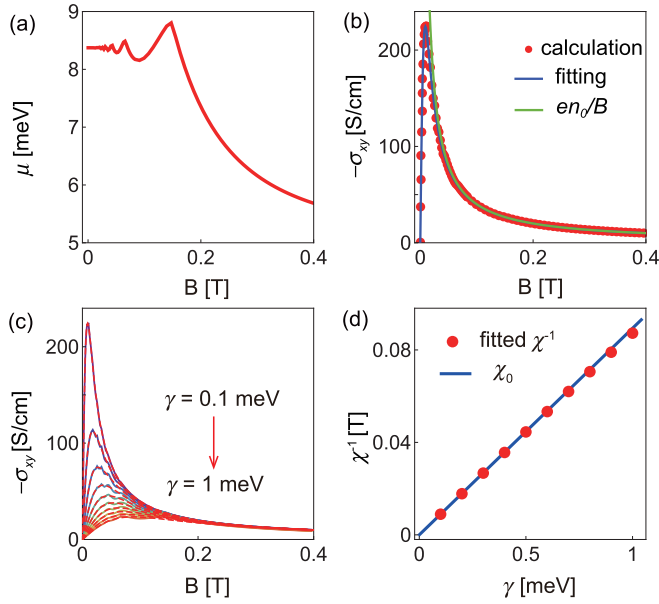 (a)
9
8
7
6
5
μ [meV]
0
0.2
0.4
B [T]
(b)
200
100
0
−σxy [S/cm]
calculation
fitting
en0/B
0
0.2
0.4
B [T]
(c)
200
100
0
−σxy [S/cm]
γ = 0.1 meV
γ = 1 meV
0
0.2
0.4
B [T]
(d)
0.08
0.04
0
χ⁻¹ [T]
fitted χ⁻¹
χ0
0
0.5
1
γ [meV]